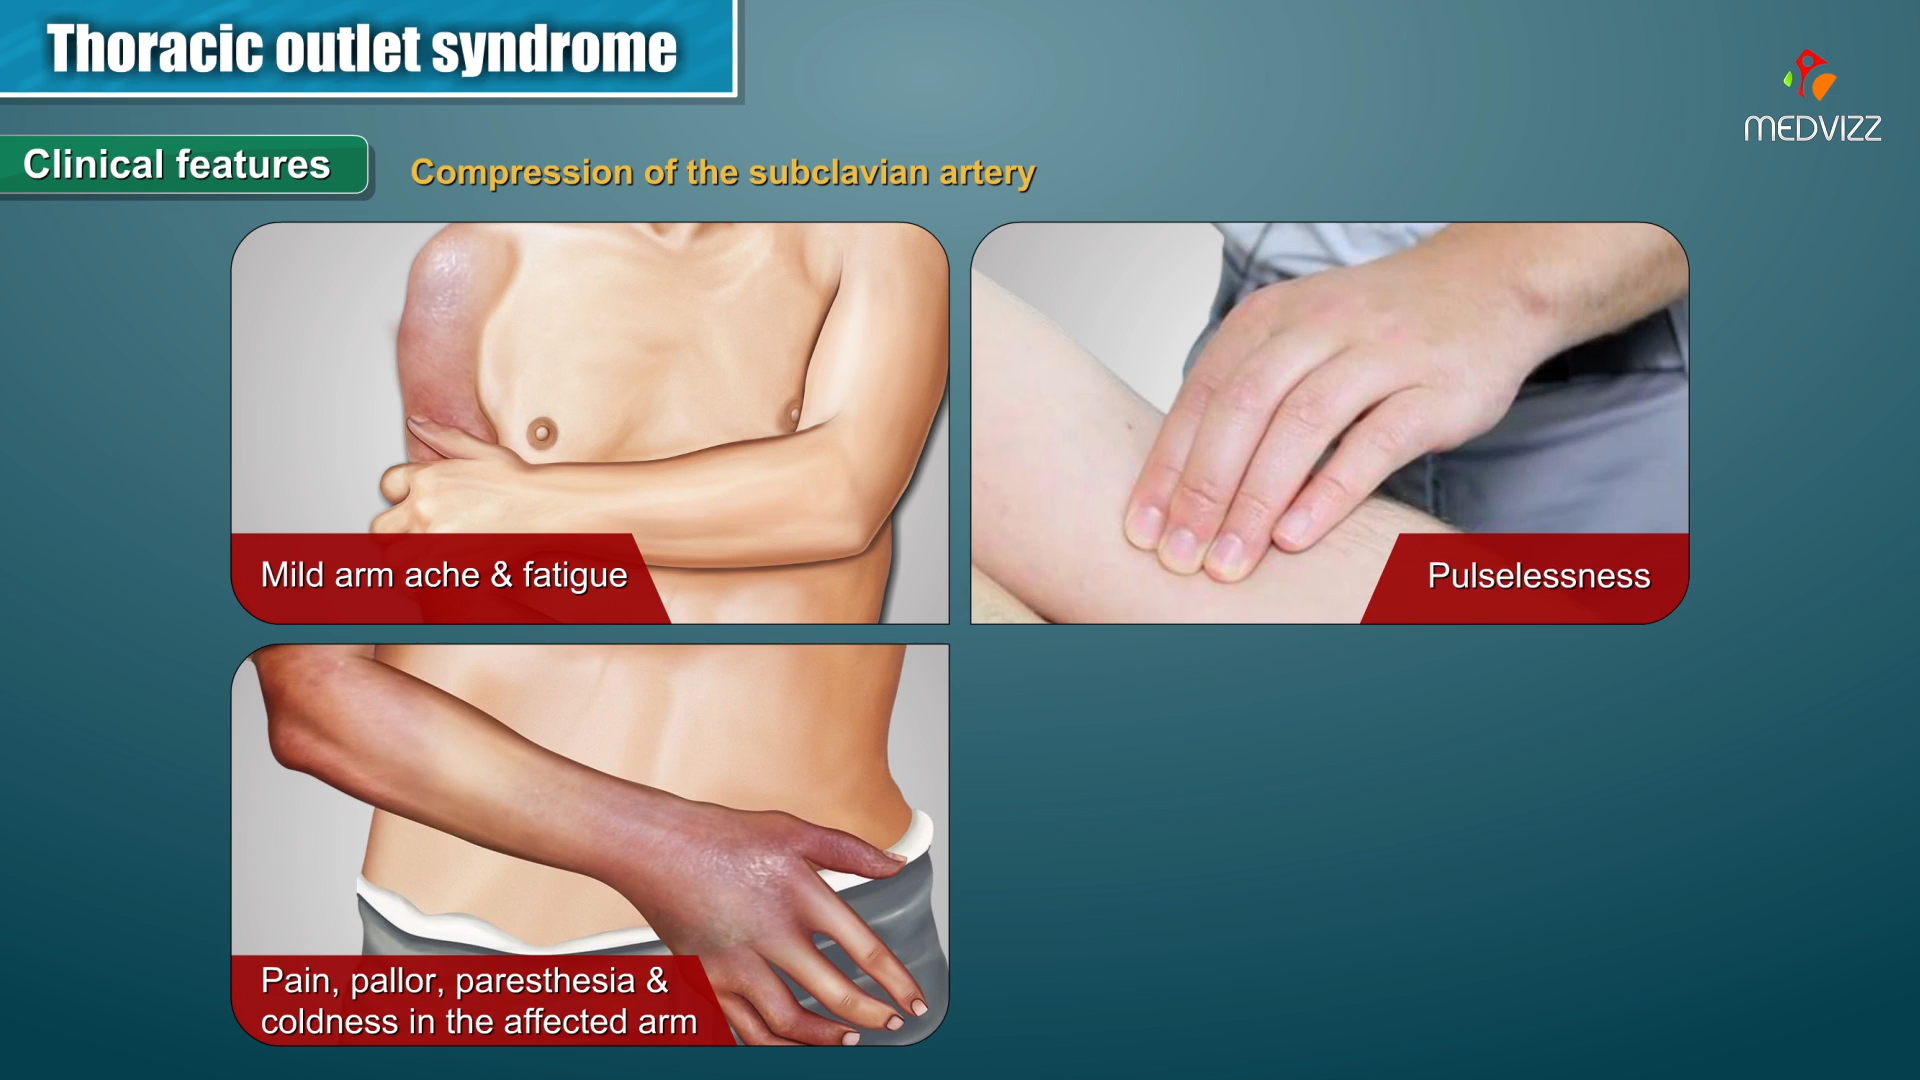 Thoracic outlet syndrome
MEDVIZZ
Clinical features
Compression of the subclavian artery
Mild arm ache & fatigue
Pulselessness
Pain, pallor, paresthesia &
coldness in the affected arm